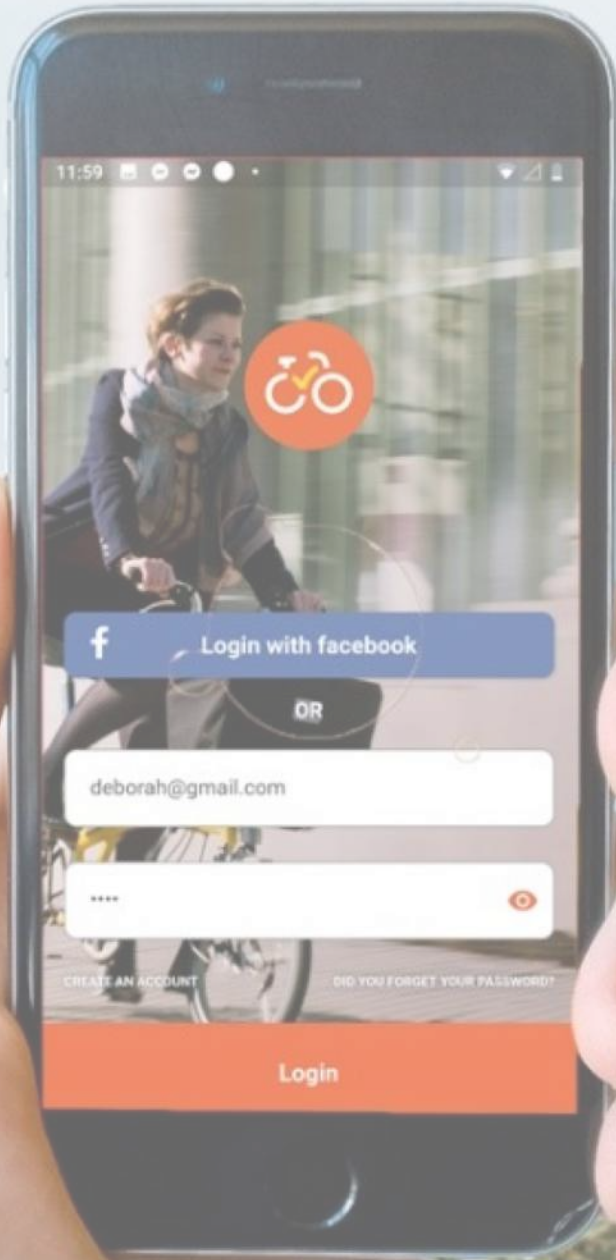 11:59
f Login with facebook
OR
deborah@gmail.com
••••
CREATE AN ACCOUNT DID YOU FORGET YOUR PASSWORD?
Login